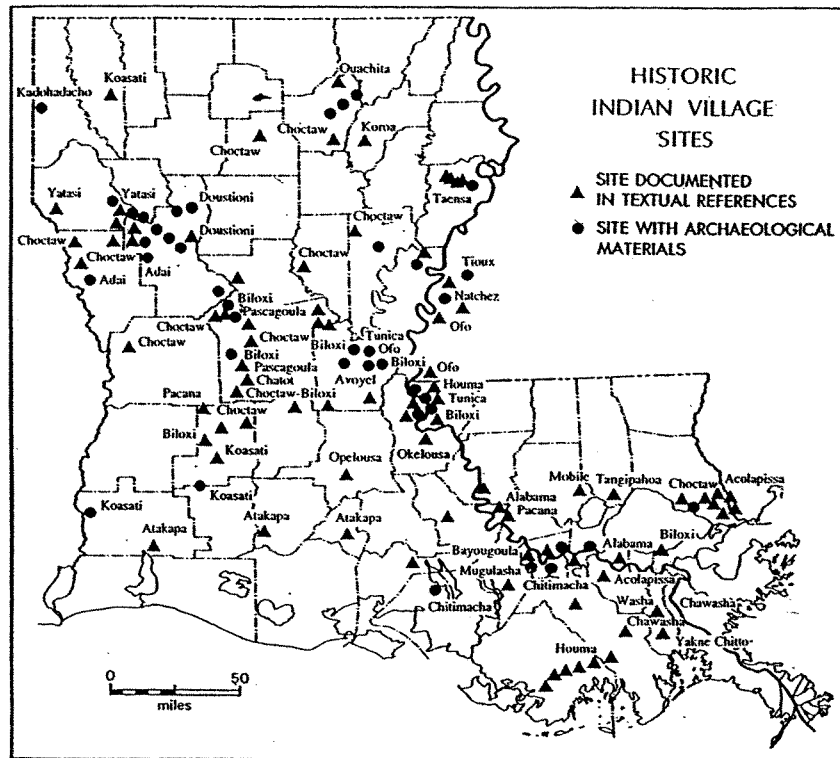 HISTORIC
INDIAN VILLAGE
SITES
▲ SITE DOCUMENTED
IN TEXTUAL REFERENCES
● SITE WITH ARCHAEOLOGICAL
MATERIALS
Ouachita
Koasati
Kadohadacho
Choctaw
Choctaw
Koroa
Taensa
Yatasi
Yatasi
Doustioni
Doustioni
Choctaw
Choctaw
Choctaw
Choctaw
Adai
Adai
Tioux
Natchez
Ofo
Biloxi
Pascagoula
Choctaw
Choctaw
Choctaw
Biloxi
Tunica
Ofo
Biloxi
Biloxi
Pascagoula
Chatot
Avoyel
Ofo
Houma
Tunica
Biloxi
Choctaw-Biloxi
Pacana
Choctaw
Biloxi
Koasati
Okelousa
Opelousa
Koasati
Koasati
Mobile
Tangipahoa
Choctaw
Acolapissa
Alabama
Pacana
Atakapa
Atakapa
Atakapa
Bayougoula
Alabama
Biloxi
Mugulasha
Chitimacha
Chitimacha
Acolapissa
Washa
Chawasha
Chawasha
Yakne Chitto
Houma
0 50
miles